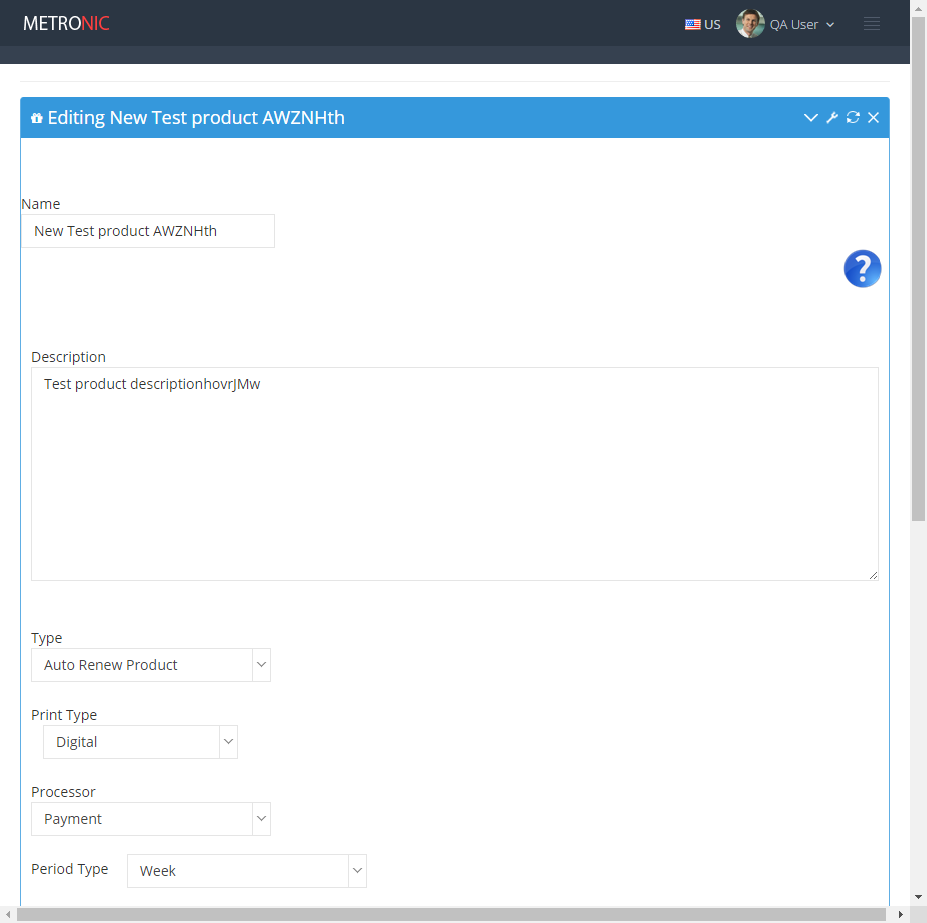 METRONIC
US
QA User
Editing New Test product AWZNHth
Name
New Test product AWZNHth
?
Description
Test product descriptionhovrJMw
Type
Auto Renew Product
Print Type
Digital
Processor
Payment
Period Type
Week